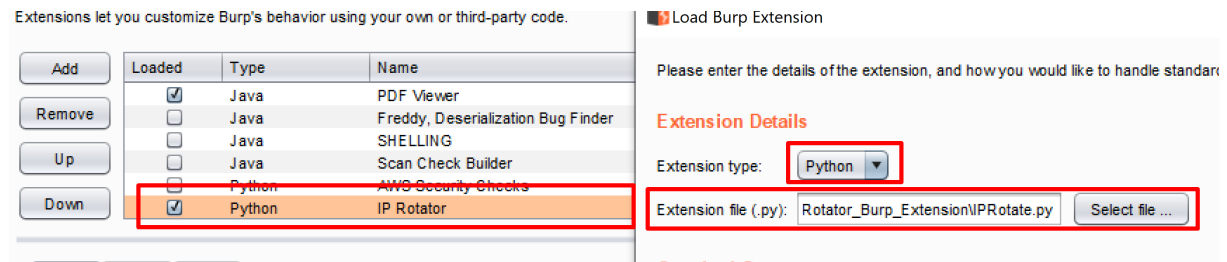 Extensions let you customize Burp's behavior using your own or third-party code.
Add
Remove
Up
Down
Loaded Type Name
Java PDF Viewer
Java Freddy, Deserialization Bug Finder
Java SHELLING
Java Scan Check Builder
Python AWS Security Checks
Python IP Rotator
Load Burp Extension
Please enter the details of the extension, and how you would like to handle standard
Extension Details
Extension type: Python
Extension file (.py): Rotator_Burp_Extension\IPRotate.py Select file ...